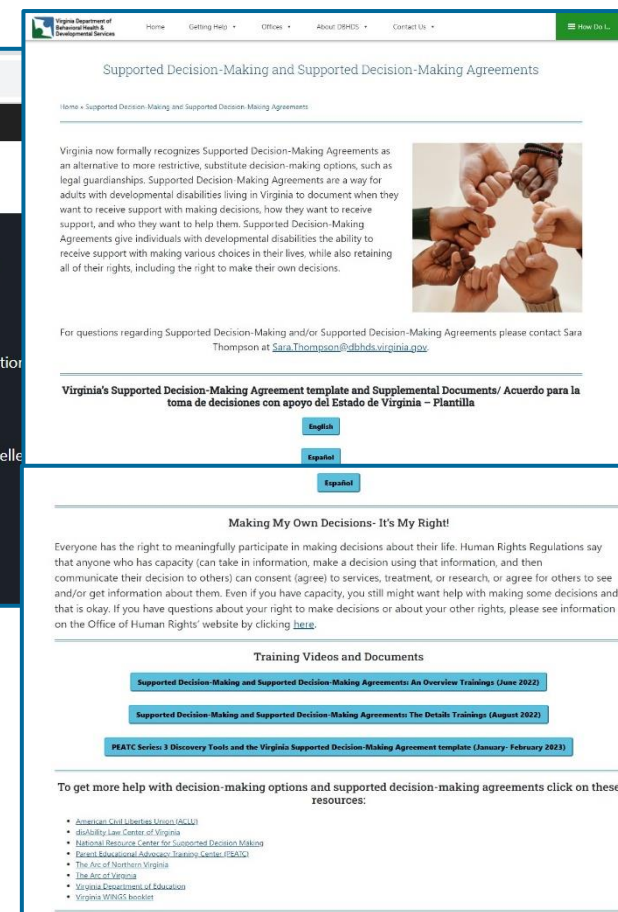 Virginia Department of
Behavioral Health &
Developmental Services
Home Getting Help Offices About DBHDS Contact Us
How Do I...
Supported Decision-Making and Supported Decision-Making Agreements
Home » Supported Decision-Making and Supported Decision-Making Agreements
Virginia now formally recognizes Supported Decision-Making Agreements as
an alternative to more restrictive, substitute decision-making options, such as
legal guardianships. Supported Decision-Making Agreements are a way for
adults with developmental disabilities living in Virginia to document when they
want to receive support with making decisions, how they want to receive
support, and who they want to help them. Supported Decision-Making
Agreements give individuals with developmental disabilities the ability to
receive support with making various choices in their lives, while also retaining
all of their rights, including the right to make their own decisions.
For questions regarding Supported Decision-Making and/or Supported Decision-Making Agreements please contact Sara
Thompson at Sara.Thompson@dbhds.virginia.gov.
Virginia's Supported Decision-Making Agreement template and Supplemental Documents/ Acuerdo para la
toma de decisiones con apoyo del Estado de Virginia – Plantilla
English
Español
Español
Making My Own Decisions- It's My Right!
Everyone has the right to meaningfully participate in making decisions about their life. Human Rights Regulations say
that anyone who has capacity (can take in information, make a decision using that information, and then
communicate their decision to others) can consent (agree) to services, treatment, or research, or agree for others to see
and/or get information about them. Even if you have capacity, you still might want help with making some decisions and
that is okay. If you have questions about your right to make decisions or about your other rights, please see information
on the Office of Human Rights' website by clicking here.
Training Videos and Documents
Supported Decision-Making and Supported Decision-Making Agreements: An Overview Trainings (June 2022)
Supported Decision-Making and Supported Decision-Making Agreements: The Details Trainings (August 2022)
PEATC Series: 3 Discovery Tools and the Virginia Supported Decision-Making Agreement template (January- February 2023)
To get more help with decision-making options and supported decision-making agreements click on these
resources:
American Civil Liberties Union (ACLU)
disAbility Law Center of Virginia
National Resource Center for Supported Decision Making
Parent Educational Advocacy Training Center (PEATC)
The Arc of Northern Virginia
The Arc of Virginia
Virginia Department of Education
Virginia WINGS booklet